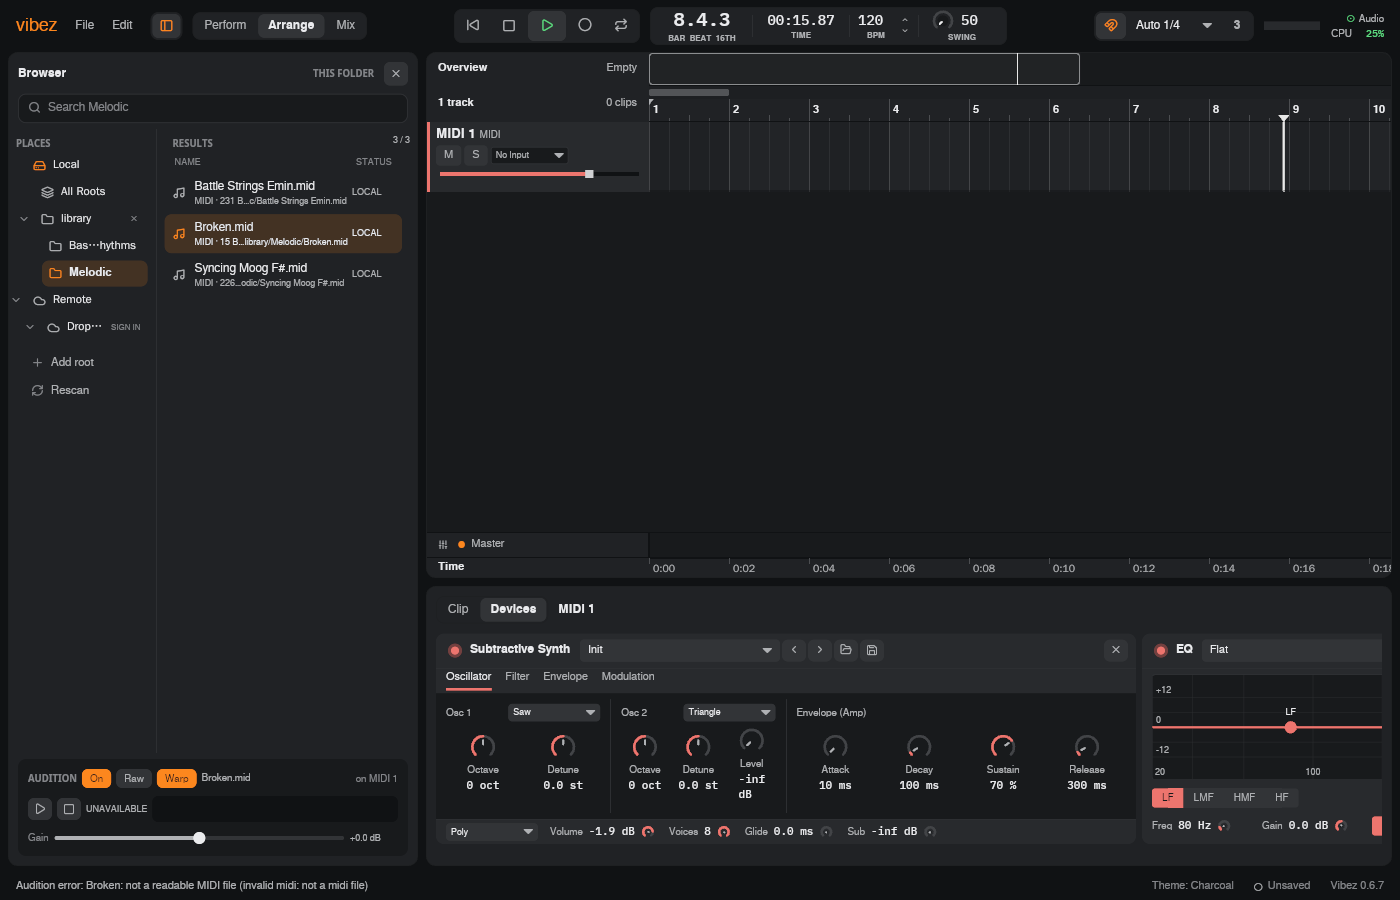 vibez File Edit Perform Arrange Mix
8.4.3 00:15.87 120 50
BAR BEAT 16TH TIME BPM SWING
Auto 1/4 3
Audio
CPU 25%
Browser THIS FOLDER
Search Melodic
PLACES
Local
All Roots
library
Bas···hythms
Melodic
Remote
Drop··· SIGN IN
Add root
Rescan
RESULTS 3 / 3
NAME STATUS
Battle Strings Emin.mid
MIDI · 231 B...c/Battle Strings Emin.mid LOCAL
Broken.mid
MIDI · 15 B...library/Melodic/Broken.mid LOCAL
Syncing Moog F#.mid
MIDI · 226...odic/Syncing Moog F#.mid LOCAL
AUDITION On Raw Warp Broken.mid on MIDI 1
UNAVAILABLE
Gain +0.0 dB
Overview Empty
1 track 0 clips
1 2 3 4 5 6 7 8 9 10
MIDI 1 MIDI
M S No Input
Master
Time 0:00 0:02 0:04 0:06 0:08 0:10 0:12 0:14 0:16
Clip Devices MIDI 1
Subtractive Synth Init
Oscillator Filter Envelope Modulation
Osc 1 Saw
Octave Detune
0 oct 0.0 st
Osc 2 Triangle
Octave Detune Level
0 oct 0.0 st -inf dB
Envelope (Amp)
Attack Decay Sustain Release
10 ms 100 ms 70 % 300 ms
Poly Volume -1.9 dB Voices 8 Glide 0.0 ms Sub -inf dB
EQ Flat
+12
LF
0
-12
20 100
LF LMF HMF HF
Freq 80 Hz Gain 0.0 dB
Audition error: Broken: not a readable MIDI file (invalid midi: not a midi file)
Theme: Charcoal Unsaved Vibez 0.6.7